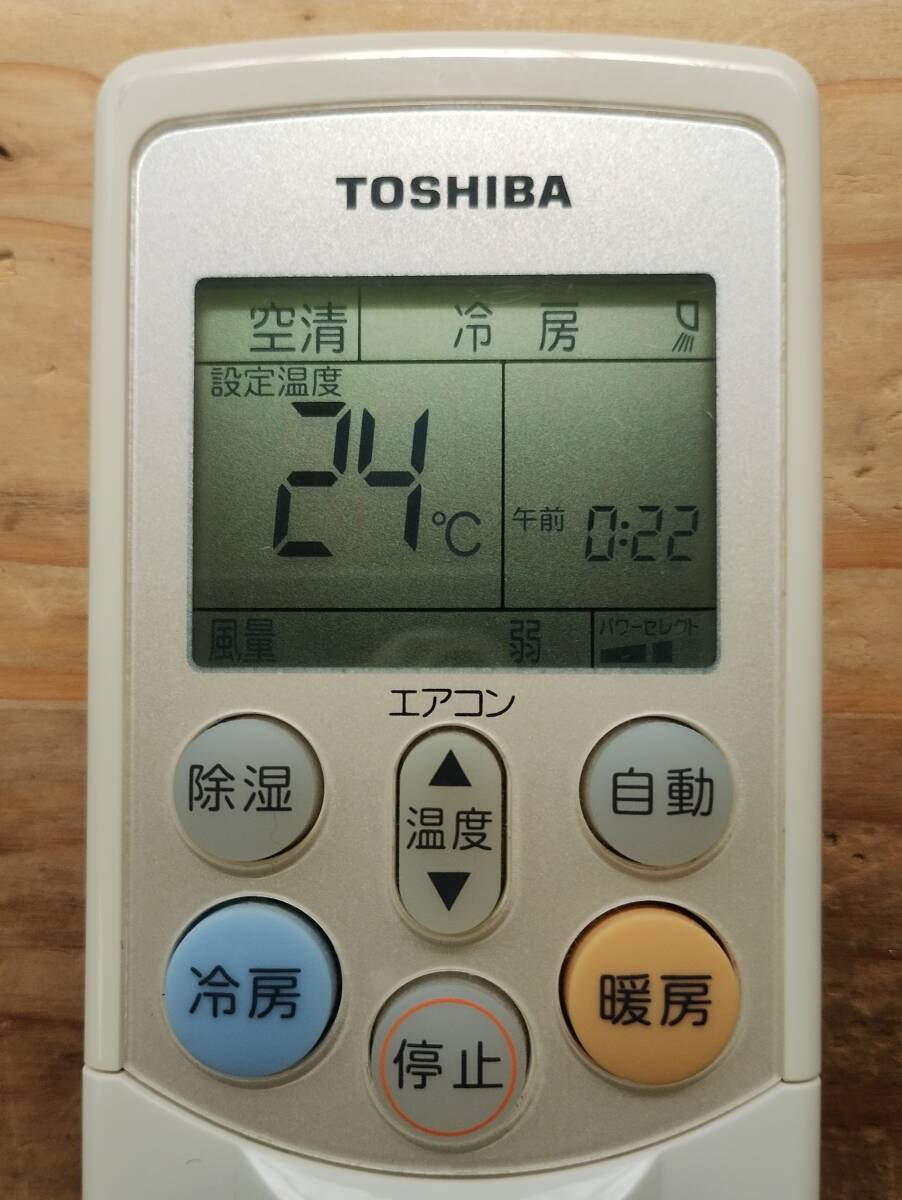 TOSHIBA
空清 冷房
設定温度
24℃
午前 0:22
風量 弱 パワーセレクト
エアコン
除湿 ▲ 温度 ▼ 自動
冷房 停止 暖房